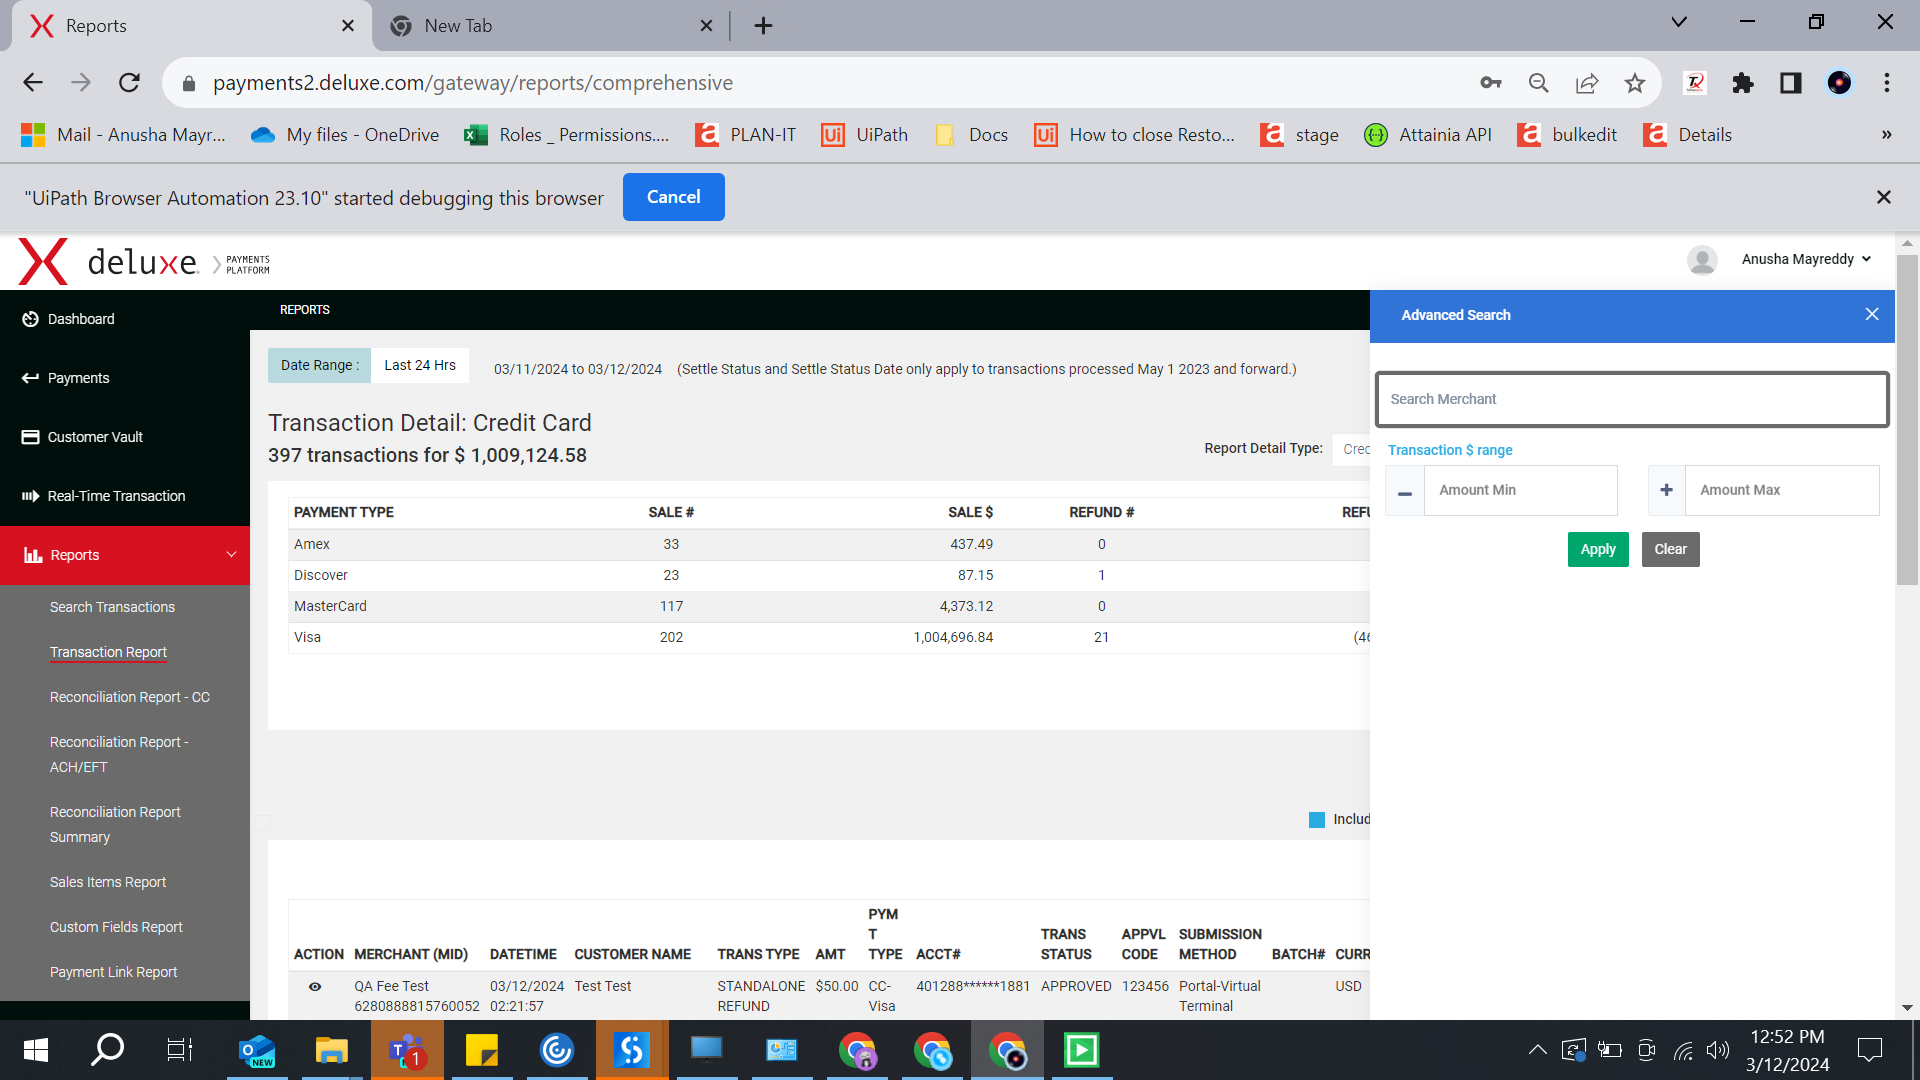 Reports
New Tab
payments2.deluxe.com/gateway/reports/comprehensive
Mail - Anusha Mayr...
My files - OneDrive
Roles _ Permissions....
PLAN-IT
UiPath
Docs
How to close Resto...
stage
Attainia API
bulkedit
Details
»
"UiPath Browser Automation 23.10" started debugging this browser
Cancel
deluxe.
PAYMENTS
PLATFORM
Anusha Mayreddy
Dashboard
Payments
Customer Vault
Real-Time Transaction
Reports
Search Transactions
Transaction Report
Reconciliation Report - CC
Reconciliation Report -
ACH/EFT
Reconciliation Report
Summary
Sales Items Report
Custom Fields Report
Payment Link Report
REPORTS
Date Range :
Last 24 Hrs
03/11/2024 to 03/12/2024
(Settle Status and Settle Status Date only apply to transactions processed May 1 2023 and forward.)
Transaction Detail: Credit Card
397 transactions for $ 1,009,124.58
Report Detail Type:
Crec
PAYMENT TYPE SALE # SALE $ REFUND # REFU
Amex 33 437.49 0
Discover 23 87.15 1
MasterCard 117 4,373.12 0
Visa 202 1,004,696.84 21 (46
Includ
ACTION MERCHANT (MID) DATETIME CUSTOMER NAME TRANS TYPE AMT PYM
T
TYPE ACCT# TRANS
STATUS APPVL
CODE SUBMISSION
METHOD BATCH# CURR
QA Fee Test
6280888815760052 03/12/2024
02:21:57 Test Test STANDALONE
REFUND $50.00 CC-
Visa 401288******1881 APPROVED 123456 Portal-Virtual
Terminal USD
Advanced Search
Search Merchant
Transaction $ range
Amount Min
Amount Max
Apply
Clear
NEW
1
12:52 PM
3/12/2024